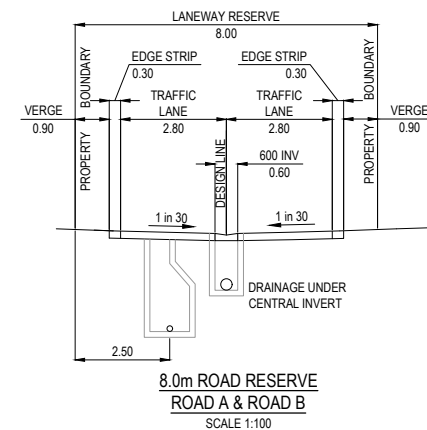 LANEWAY RESERVE
8.00
EDGE STRIP
0.30
EDGE STRIP
0.30
BOUNDARY
BOUNDARY
VERGE
0.90
TRAFFIC
LANE
2.80
TRAFFIC
LANE
2.80
VERGE
0.90
PROPERTY
DESIGN LINE
600 INV
0.60
PROPERTY
1 in 30
1 in 30
DRAINAGE UNDER
CENTRAL INVERT
2.50
8.0m ROAD RESERVE
ROAD A & ROAD B
SCALE 1:100